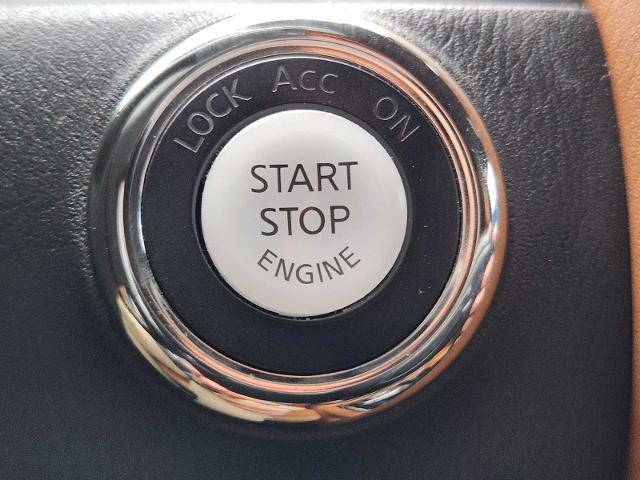 LOCK ACC ON
START
STOP
ENGINE